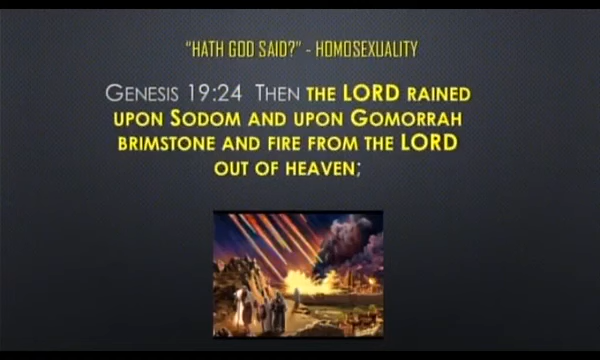 "HATH GOD SAID?" - HOMOSEXUALITY
GENESIS 19:24 THEN THE LORD RAINED
UPON SODOM AND UPON GOMORRAH
BRIMSTONE AND FIRE FROM THE LORD
OUT OF HEAVEN;